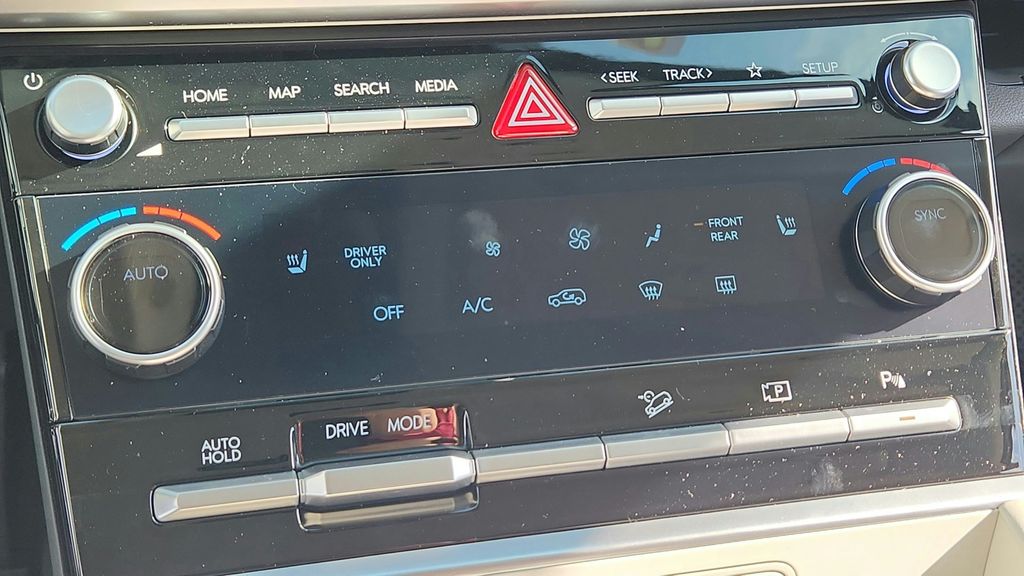 HOME MAP SEARCH MEDIA <SEEK TRACK> SETUP
AUTO DRIVER
ONLY FRONT
REAR SYNC
OFF A/C
AUTO
HOLD DRIVE MODE P P